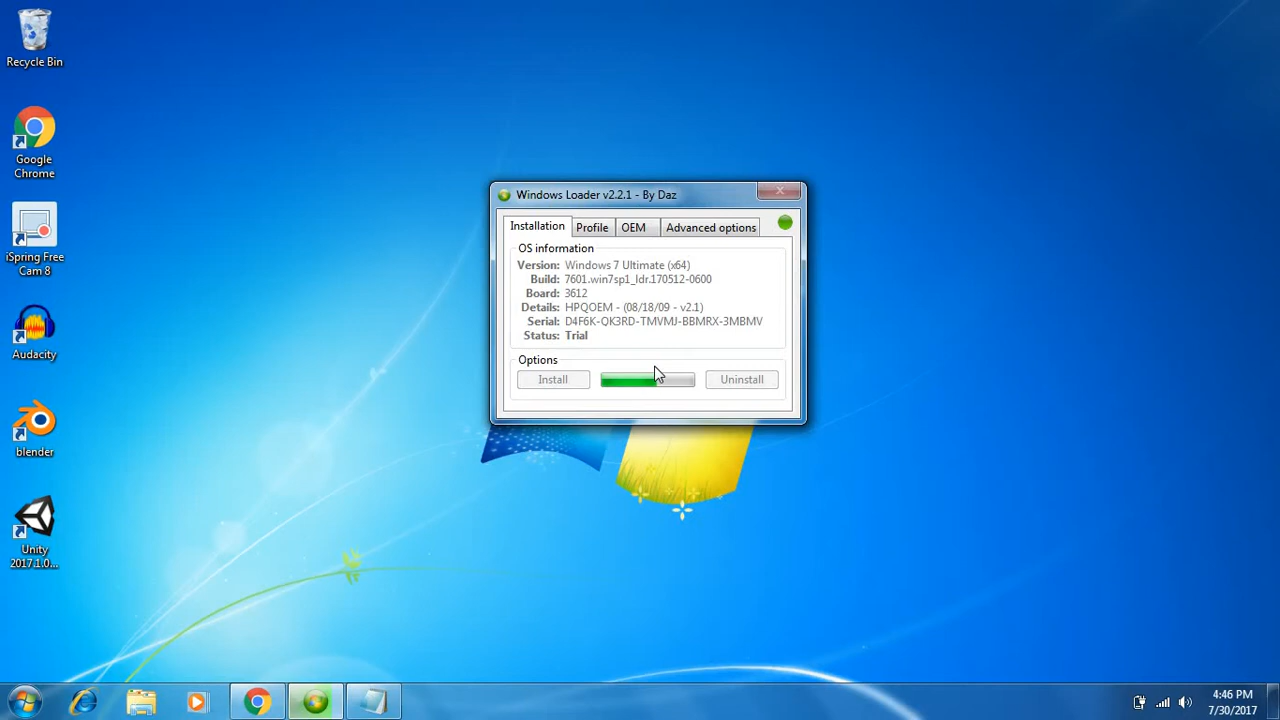 Recycle Bin
Google
Chrome
iSpring Free
Cam 8
Audacity
blender
Unity
2017.1.0...
Windows Loader v2.2.1 - By Daz
Installation
Profile
OEM
Advanced options
OS information
Version: Windows 7 Ultimate (x64)
Build: 7601.win7sp1_ldr.170512-0600
Board: 3612
Details: HPQOEM - (08/18/09 - v2.1)
Serial: D4F6K-QK3RD-TMVMJ-BBMRX-3MBMV
Status: Trial
Options
Install
Uninstall
4:46 PM
7/30/2017